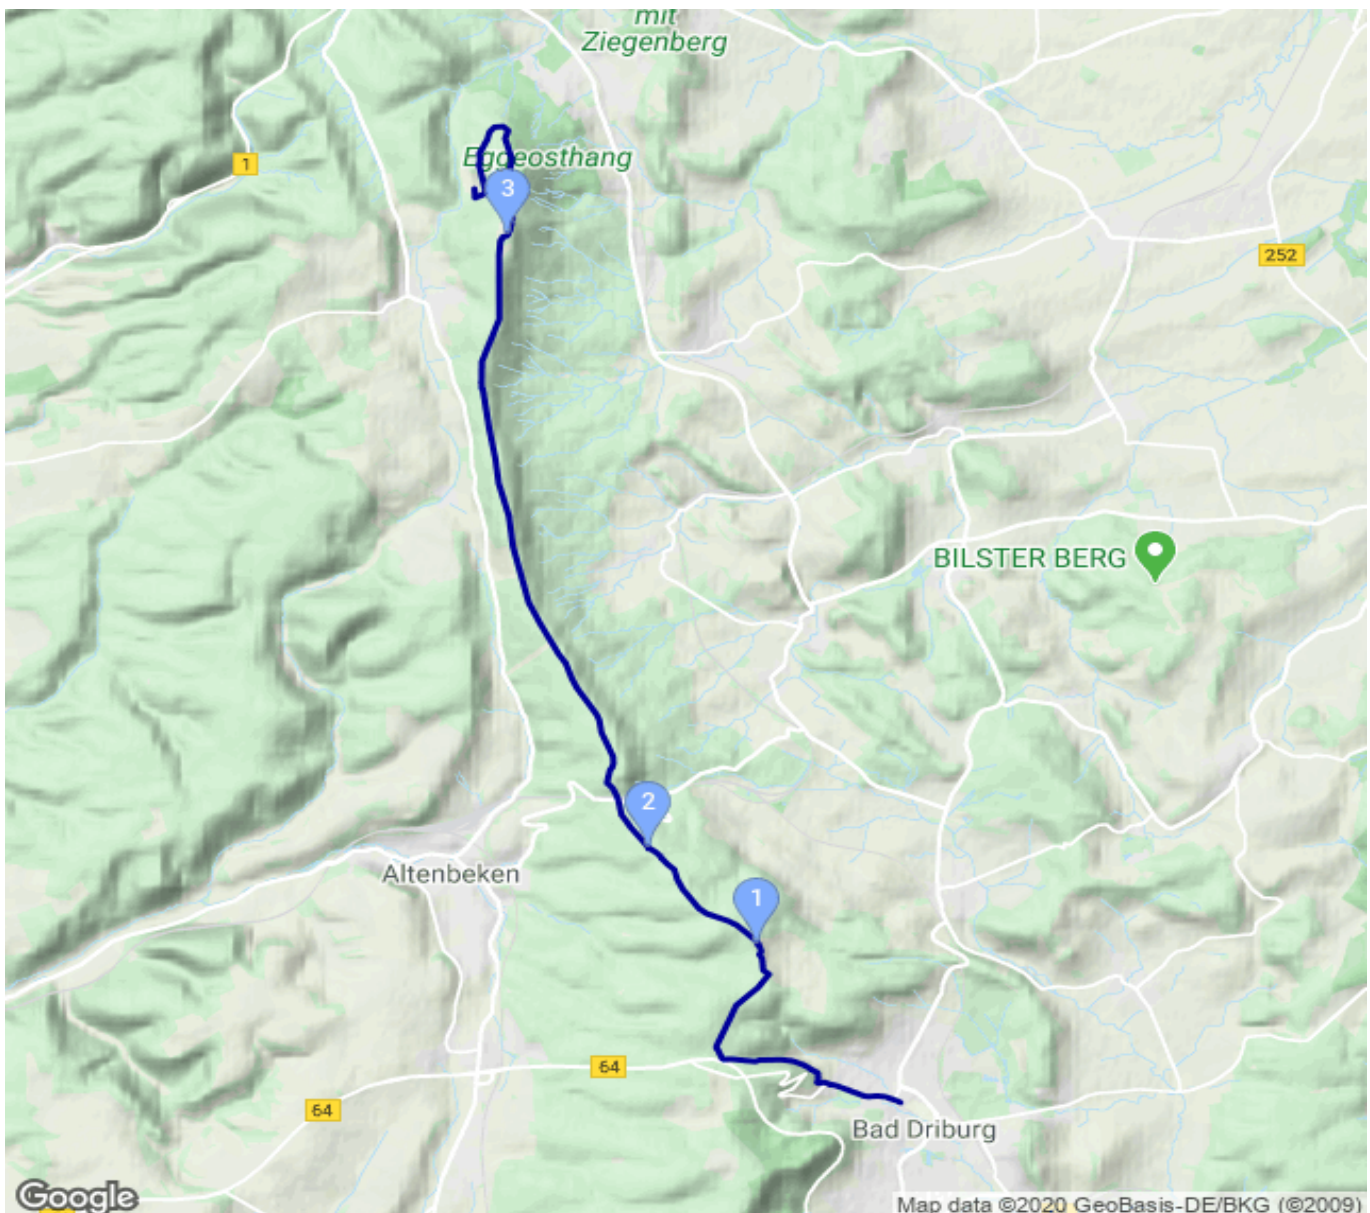 mit
Ziegenberg
Eggeosthang
1
3
252
BILSTER BERG
2
Altenbeken
1
64
64
Bad Driburg
Google
Map data ©2020 GeoBasis-DE/BKG (©2009)